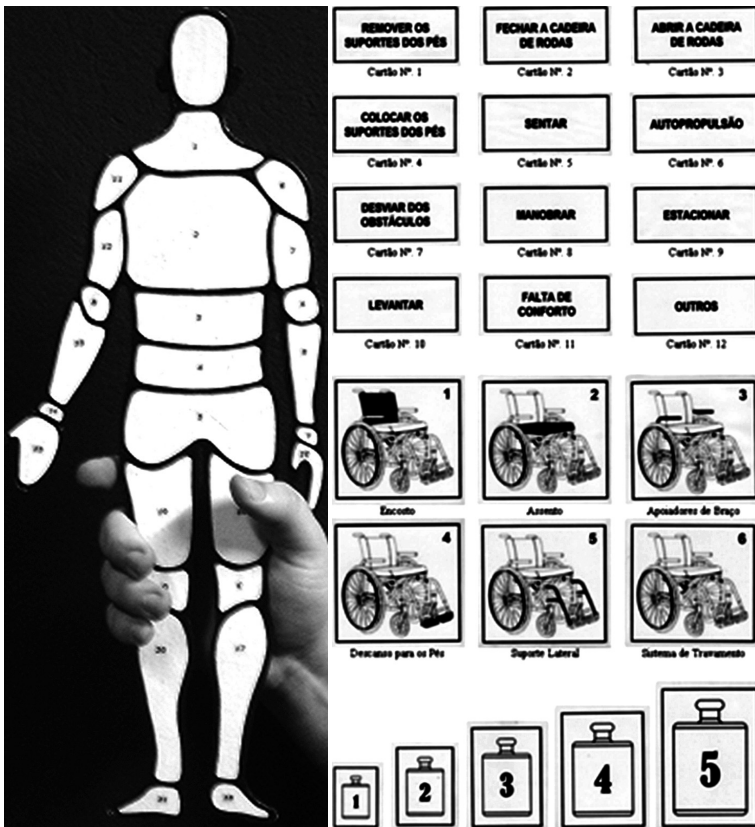 REMOVER OS
SUPORTES DOS PÉS
Cartão Nº. 1
FECHAR A CADEIRA
DE RODAS
Cartão Nº. 2
ABRIR A CADEIRA
DE RODAS
Cartão Nº. 3
COLOCAR OS
SUPORTES DOS PÉS
Cartão Nº. 4
SENTAR
Cartão Nº. 5
AUTOPROPULSÃO
Cartão Nº. 6
DESVIAR DOS
OBSTÁCULOS
Cartão Nº. 7
MANOBRAR
Cartão Nº. 8
ESTACIONAR
Cartão Nº. 9
LEVANTAR
Cartão Nº. 10
FALTA DE
CONFORTO
Cartão Nº. 11
OUTROS
Cartão Nº. 12
1
Encosto
2
Assento
3
Apoiadores de Braço
4
Descanso para os Pés
5
Suporte Lateral
6
Sistema de Travamento
1
2
3
4
5